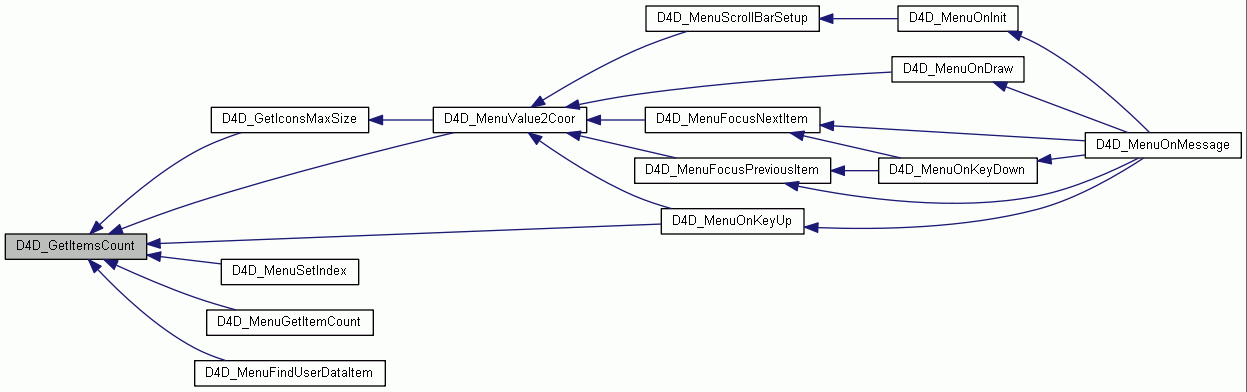 D4D_MenuScrollBarSetup
D4D_MenuOnInit
D4D_MenuOnDraw
D4D_GetIconsMaxSize
D4D_MenuValue2Coor
D4D_MenuFocusNextItem
D4D_MenuOnMessage
D4D_MenuFocusPreviousItem
D4D_MenuOnKeyDown
D4D_MenuOnKeyUp
D4D_GetItemsCount
D4D_MenuSetIndex
D4D_MenuGetItemCount
D4D_MenuFindUserDataItem